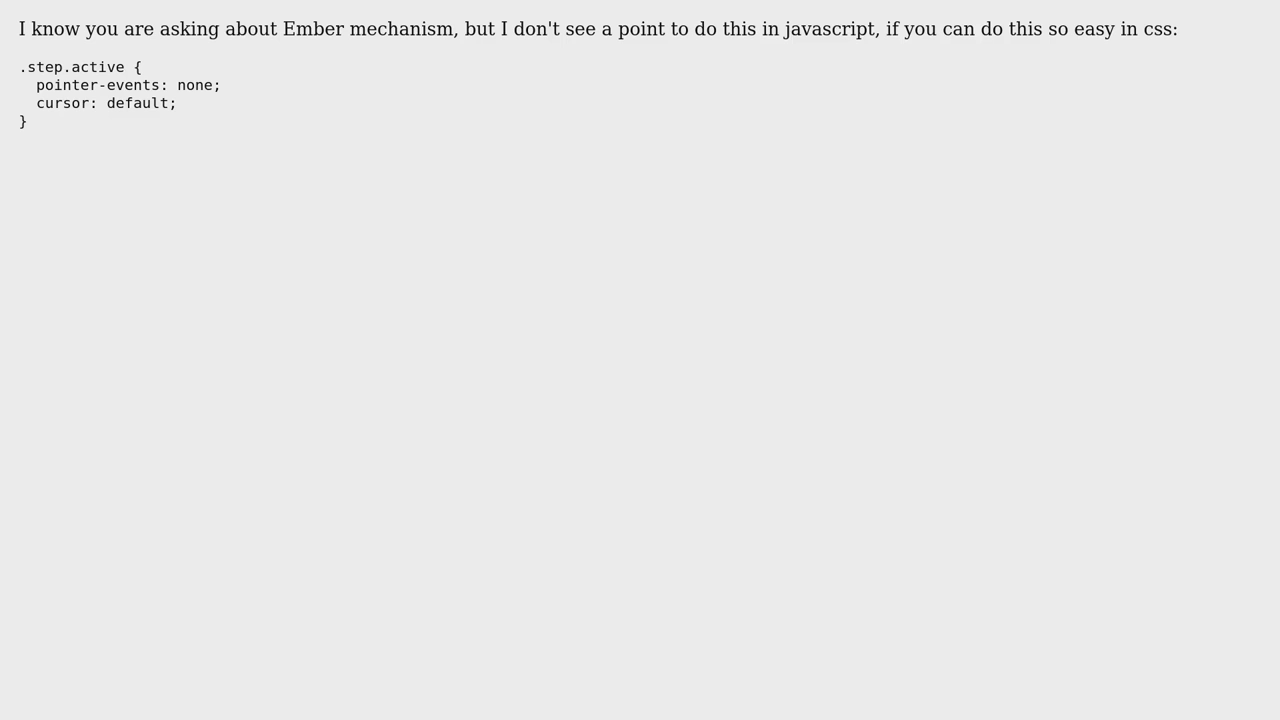 I know you are asking about Ember mechanism, but I don't see a point to do this in javascript, if you can do this so easy in css:
.step.active {
  pointer-events: none;
  cursor: default;
}